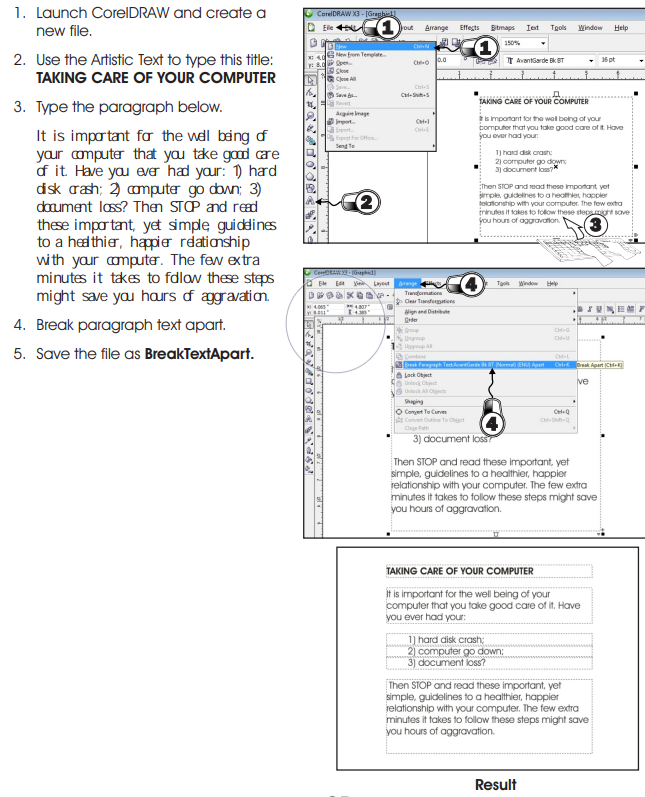 1. Launch CorelDRAW and create a
new file.
2. Use the Artistic Text to type this title:
TAKING CARE OF YOUR COMPUTER
3. Type the paragraph below.
It is important for the well being of
your computer that you take good care
of it. Have you ever had your: 1) hard
disk crash; 2) computer go down; 3)
document loss? Then STOP and read
these important, yet simple, guidelines
to a healthier, happier relationship
with your computer. The few extra
minutes it takes to follow these steps
might save you hours of aggravation.
4. Break paragraph text apart.
5. Save the file as BreakTextApart.
CorelDRAW X3 - [Graphic1]
File Edit Layout Arrange Effects Bitmaps Text Tools Window Help
1
150%
New Ctrl+N
1
New From Template...
Open... Ctrl+O
Close
Close All
Save... Ctrl+S
Save As... Ctrl+Shift+S
Revert
Acquire Image
Import... Ctrl+I
Export... Ctrl+E
Export For Office...
Send To
AvantGarde Bk BT
16 pt
2
TAKING CARE OF YOUR COMPUTER
It is important for the well being of your
computer that you take good care of it. Have
you ever had your:
1) hard disk crash;
2) computer go down;
3) document loss?
Then STOP and read these important, yet
simple, guidelines to a healthier, happier
relationship with your computer. The few extra
minutes it takes to follow these steps might save
you hours of aggravation.
3
CorelDRAW X3 - [Graphic1]
File Edit View Layout Arrange Effects Text Tools Window Help
4
x: 4.065 " 4.807 "
y: 8.011 " 4.389 "
Transformations
Clear Transformations
Align and Distribute
Order
Group Ctrl+G
Ungroup Ctrl+U
Ungroup All
Combine Ctrl+L
Break Paragraph Text:AvantGarde Bk BT (Normal) (ENU) Apart Ctrl+K
Break Apart (Ctrl+K)
Lock Object
Unlock Object
Unlock All Objects
Shaping
Convert To Curves Ctrl+Q
Convert Outline To Object Ctrl+Shift+Q
Close Path
4
3) document loss?
Then STOP and read these important, yet
simple, guidelines to a healthier, happier
relationship with your computer. The few extra
minutes it takes to follow these steps might save
you hours of aggravation.
TAKING CARE OF YOUR COMPUTER
It is important for the well being of your
computer that you take good care of it. Have
you ever had your:
1) hard disk crash;
2) computer go down;
3) document loss?
Then STOP and read these important, yet
simple, guidelines to a healthier, happier
relationship with your computer. The few extra
minutes it takes to follow these steps might save
you hours of aggravation.
Result